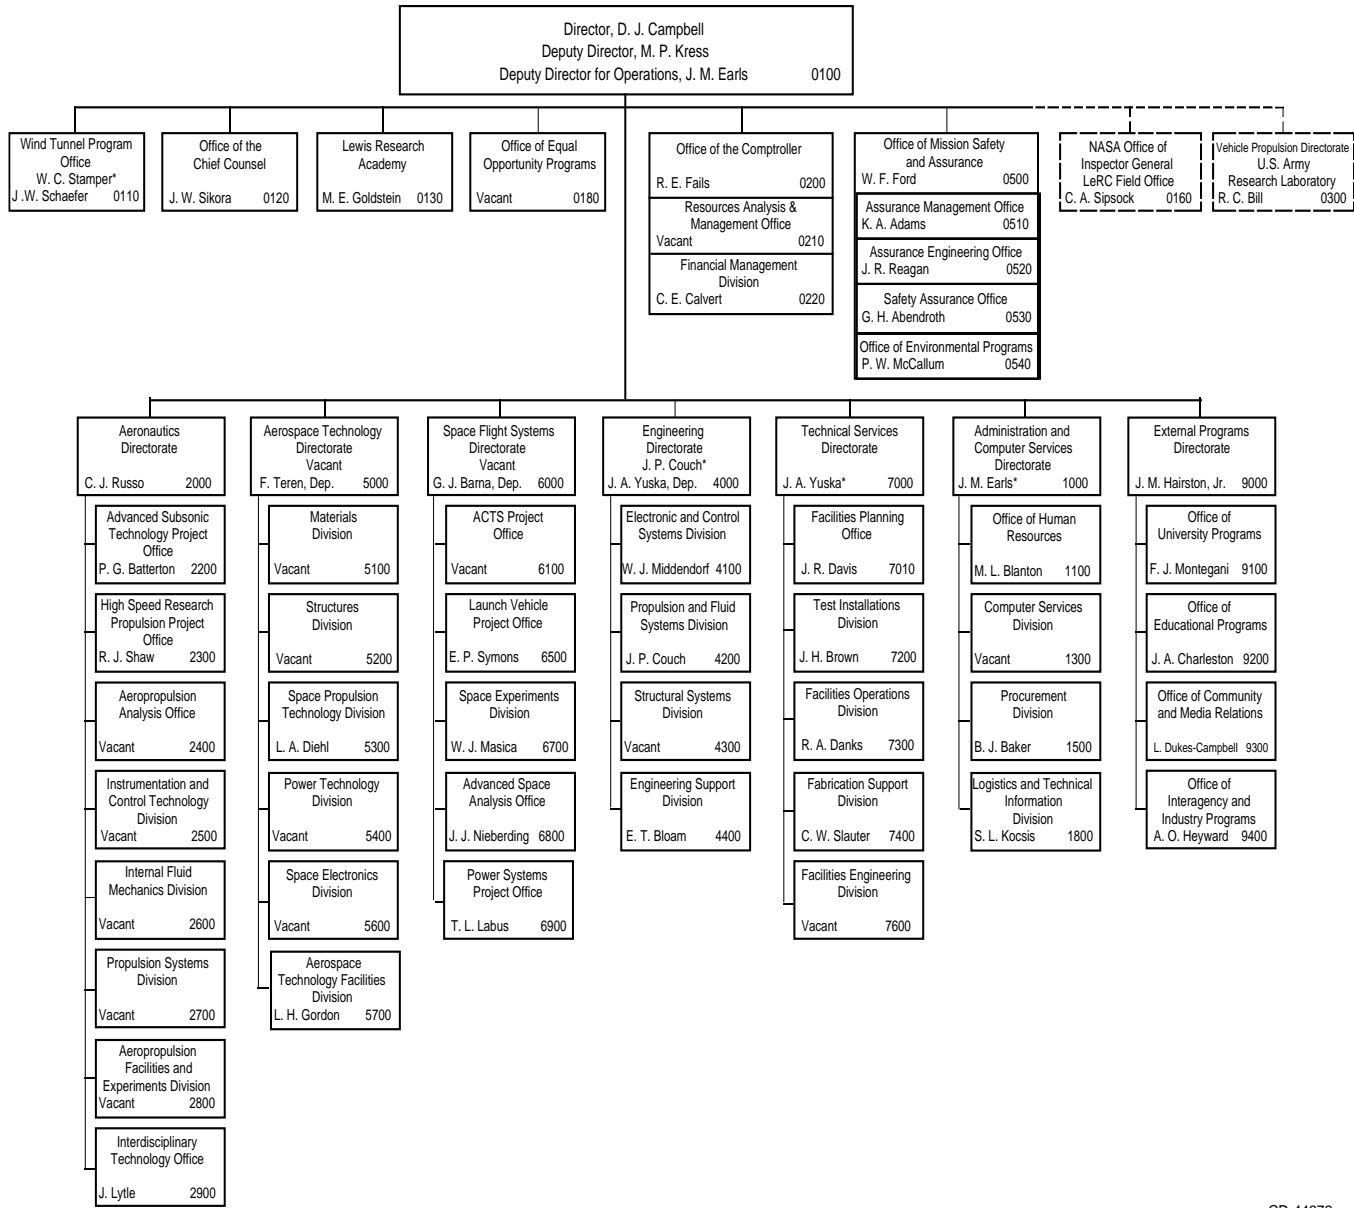 Director, D. J. Campbell
Deputy Director, M. P. Kress
Deputy Director for Operations, J. M. Earls 0100
Wind Tunnel Program
Office
W. C. Stamper*
J .W. Schaefer 0110
Office of the
Chief Counsel
J. W. Sikora 0120
Lewis Research
Academy
M. E. Goldstein 0130
Office of Equal
Opportunity Programs
Vacant 0180
Office of the Comptroller
R. E. Fails 0200
Resources Analysis &
Management Office
Vacant 0210
Financial Management
Division
C. E. Calvert 0220
Office of Mission Safety
and Assurance
W. F. Ford 0500
Assurance Management Office
K. A. Adams 0510
Assurance Engineering Office
J. R. Reagan 0520
Safety Assurance Office
G. H. Abendroth 0530
Office of Environmental Programs
P. W. McCallum 0540
NASA Office of
Inspector General
LeRC Field Office
C. A. Sipsock 0160
Vehicle Propulsion Directorate
U.S. Army
Research Laboratory
R. C. Bill 0300
Aeronautics
Directorate
C. J. Russo 2000
Advanced Subsonic
Technology Project
Office
P. G. Batterton 2200
High Speed Research
Propulsion Project
Office
R. J. Shaw 2300
Aeropropulsion
Analysis Office
Vacant 2400
Instrumentation and
Control Technology
Division
Vacant 2500
Internal Fluid
Mechanics Division
Vacant 2600
Propulsion Systems
Division
Vacant 2700
Aeropropulsion
Facilities and
Experiments Division
Vacant 2800
Interdisciplinary
Technology Office
J. Lytle 2900
Aerospace Technology
Directorate
Vacant
F. Teren, Dep. 5000
Materials
Division
Vacant 5100
Structures
Division
Vacant 5200
Space Propulsion
Technology Division
L. A. Diehl 5300
Power Technology
Division
Vacant 5400
Space Electronics
Division
Vacant 5600
Aerospace
Technology Facilities
Division
L. H. Gordon 5700
Space Flight Systems
Directorate
Vacant
G. J. Barna, Dep. 6000
ACTS Project
Office
Vacant 6100
Launch Vehicle
Project Office
E. P. Symons 6500
Space Experiments
Division
W. J. Masica 6700
Advanced Space
Analysis Office
J. J. Nieberding 6800
Power Systems
Project Office
T. L. Labus 6900
Engineering
Directorate
J. P. Couch*
J. A. Yuska, Dep. 4000
Electronic and Control
Systems Division
W. J. Middendorf 4100
Propulsion and Fluid
Systems Division
J. P. Couch 4200
Structural Systems
Division
Vacant 4300
Engineering Support
Division
E. T. Bloam 4400
Technical Services
Directorate
J. A. Yuska* 7000
Facilities Planning
Office
J. R. Davis 7010
Test Installations
Division
J. H. Brown 7200
Facilities Operations
Division
R. A. Danks 7300
Fabrication Support
Division
C. W. Slauter 7400
Facilities Engineering
Division
Vacant 7600
Administration and
Computer Services
Directorate
J. M. Earls* 1000
Office of Human
Resources
M. L. Blanton 1100
Computer Services
Division
Vacant 1300
Procurement
Division
B. J. Baker 1500
Logistics and Technical
Information
Division
S. L. Kocsis 1800
External Programs
Directorate
J. M. Hairston, Jr. 9000
Office of
University Programs
F. J. Montegani 9100
Office of
Educational Programs
J. A. Charleston 9200
Office of Community
and Media Relations
L. Dukes-Campbell 9300
Office of
Interagency and
Industry Programs
A. O. Heyward 9400